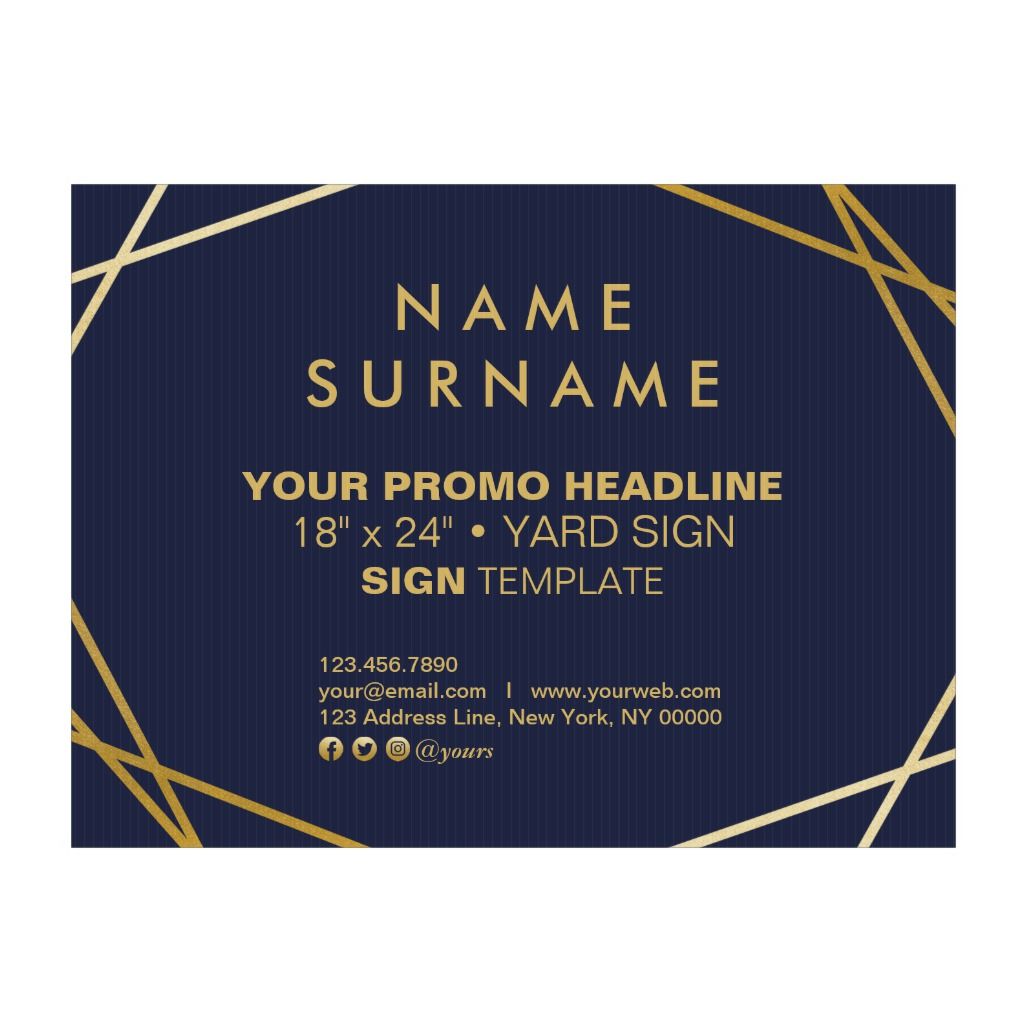 NAME
SURNAME
YOUR PROMO HEADLINE
18" x 24" • YARD SIGN
SIGN TEMPLATE
123.456.7890
your@email.com | www.yourweb.com
123 Address Line, New York, NY 00000
@yours